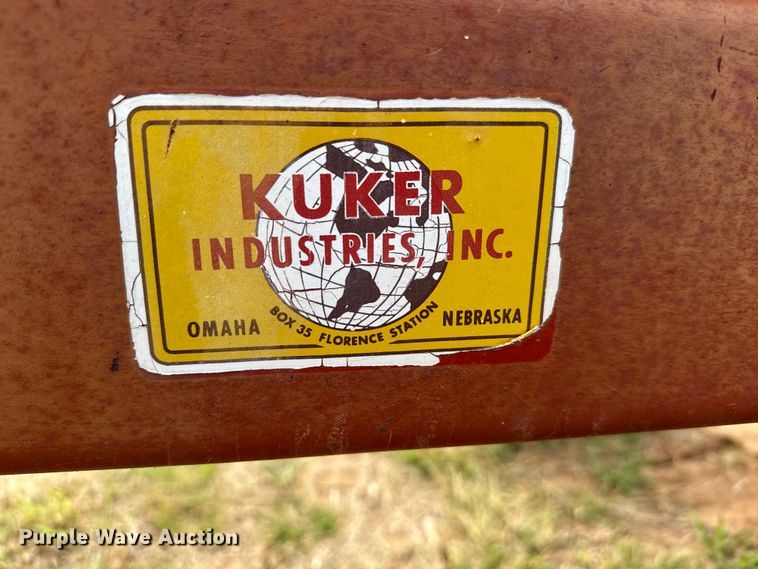 KUKER
INDUSTRIES, INC.
OMAHA
BOX 35 FLORENCE STATION
NEBRASKA
Purple Wave Auction